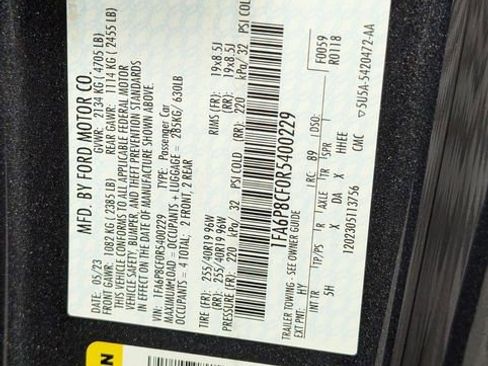 MFD. BY FORD MOTOR CO.
05/23 GVWR: 2134 KG ( 4705 LB)
FRONT GAWR: 1082 KG ( 2385 LB) REAR GAWR: 1114 KG ( 2455 LB)
THIS VEHICLE CONFORMS TO ALL APPLICABLE FEDERAL MOTOR
VEHICLE SAFETY, BUMPER, AND THEFT PREVENTION STANDARDS
IN EFFECT ON THE DATE OF MANUFACTURE SHOWN ABOVE.
VIN: 1FA6P8CF0R5400229 TYPE: Passenger Car
MAXIMUM LOAD = OCCUPANTS + LUGGAGE = 285KG/ 630LB
OCCUPANTS = 4 TOTAL: 2 FRONT, 2 REAR
TIRE (FR): 255/40R19 96W RIMS (FR): 19x8.5J
(RR): 255/40R19 96W (RR): 19x8.5J
PRESSURE (FR): 220 kPa/ 32 PSI COLD (RR): 220 kPa/ 32 PSI COLD
1FA6P8CF0R5400229
TRAILER TOWING - SEE OWNER GUIDE F0059
EXT PNT: HY RC: B9 DSO: R0118
INT TR TP/PS R AXLE TR SPR
5H X DA X HHEE
1202305113756 CMC ▽5U5A-5420472-AA
N